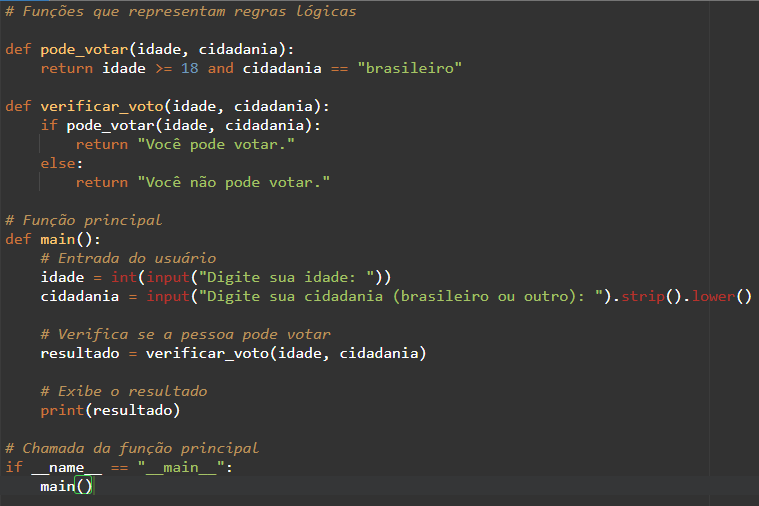 # Funções que representam regras lógicas
def pode_votar(idade, cidadania):
    return idade >= 18 and cidadania == "brasileiro"
def verificar_voto(idade, cidadania):
    if pode_votar(idade, cidadania):
        return "Você pode votar."
    else:
        return "Você não pode votar."
# Função principal
def main():
    # Entrada do usuário
    idade = int(input("Digite sua idade: "))
    cidadania = input("Digite sua cidadania (brasileiro ou outro): ").strip().lower()
    # Verifica se a pessoa pode votar
    resultado = verificar_voto(idade, cidadania)
    # Exibe o resultado
    print(resultado)
# Chamada da função principal
if __name__ == "__main__":
    main()